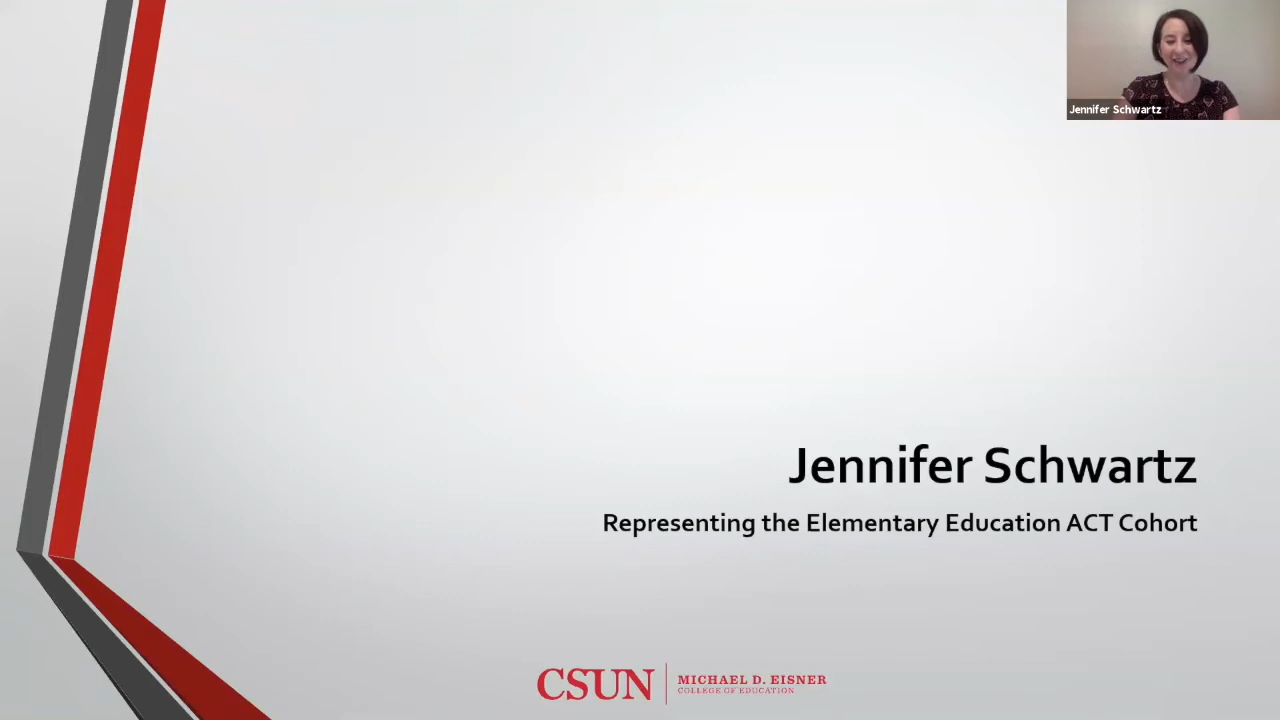 Jennifer Schwartz
Jennifer Schwartz
Representing the Elementary Education ACT Cohort
CSUN
MICHAEL D. EISNER
COLLEGE OF EDUCATION